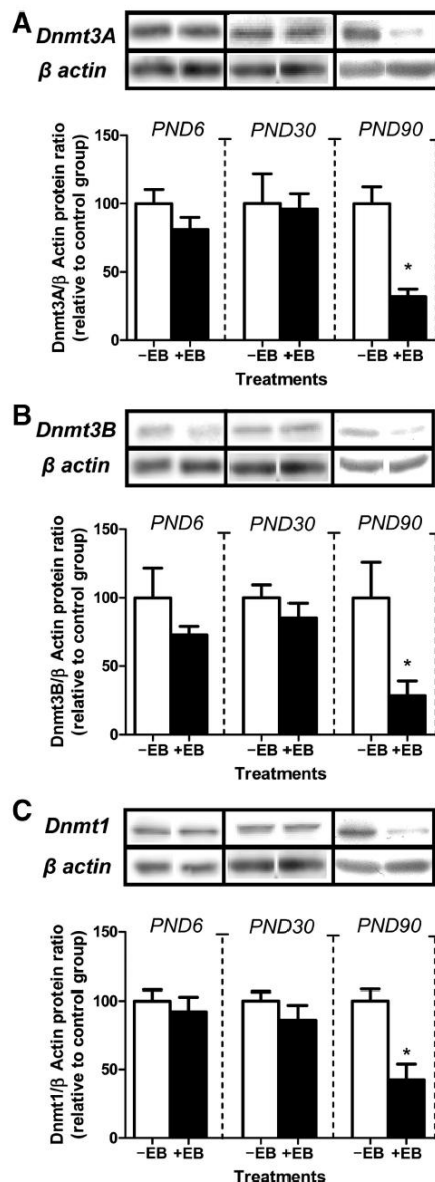 A
Dnmt3A
β actin
PND6 PND30 PND90
Dnmt3A/β Actin protein ratio
(relative to control group)
150
100
50
0
*
−EB +EB −EB +EB −EB +EB
Treatments
B
Dnmt3B
β actin
PND6 PND30 PND90
Dnmt3B/β Actin protein ratio
(relative to control group)
150
100
50
0
*
−EB +EB −EB +EB −EB +EB
Treatments
C
Dnmt1
β actin
PND6 PND30 PND90
Dnmt1/β Actin protein ratio
(relative to control group)
150
100
50
0
*
−EB +EB −EB +EB −EB +EB
Treatments